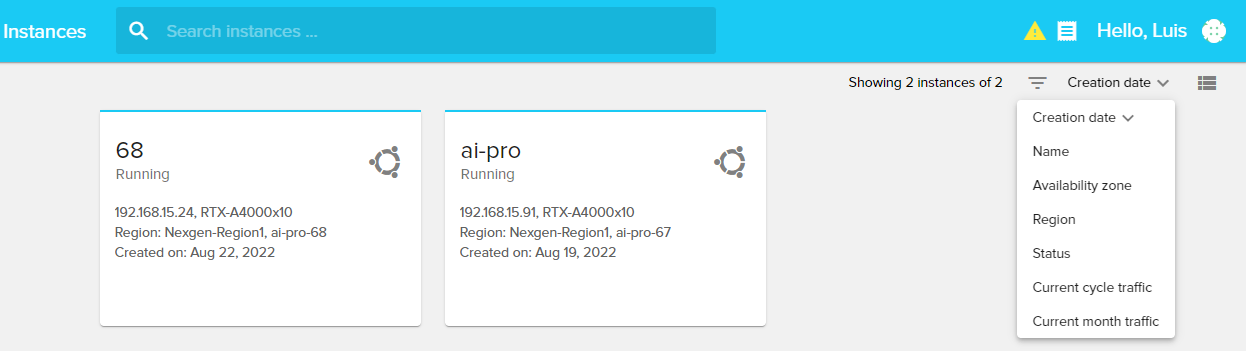 Instances
Search instances ...
Hello, Luis
Showing 2 instances of 2
Creation date
68
Running
192.168.15.24, RTX-A4000x10
Region: Nexgen-Region1, ai-pro-68
Created on: Aug 22, 2022
ai-pro
Running
192.168.15.91, RTX-A4000x10
Region: Nexgen-Region1, ai-pro-67
Created on: Aug 19, 2022
Creation date
Name
Availability zone
Region
Status
Current cycle traffic
Current month traffic